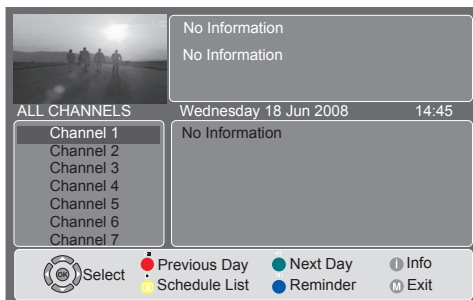 No Information
No Information
ALL CHANNELS Wednesday 18 Jun 2008 14:45
Channel 1
Channel 2
Channel 3
Channel 4
Channel 5
Channel 6
Channel 7
No Information
OK Select Previous Day Next Day i Info
Schedule List Reminder M Exit